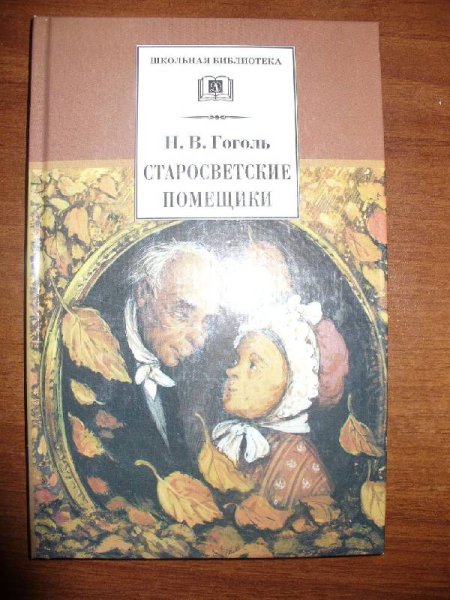 ШКОЛЬНАЯ БИБЛИОТЕКА
Н. В. Гоголь
СТАРОСВЕТСКИЕ
ПОМЕЩИКИ